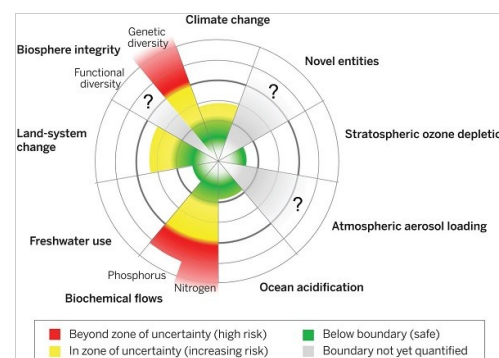 Climate change
Genetic
diversity
Biosphere integrity
Novel entities
Functional
diversity
?
?
Land-system
change
Stratospheric ozone depletic
?
Atmospheric aerosol loading
Freshwater use
Phosphorus
Nitrogen
Ocean acidification
Biochemical flows
Beyond zone of uncertainty (high risk)
Below boundary (safe)
In zone of uncertainty (increasing risk)
Boundary not yet quantified